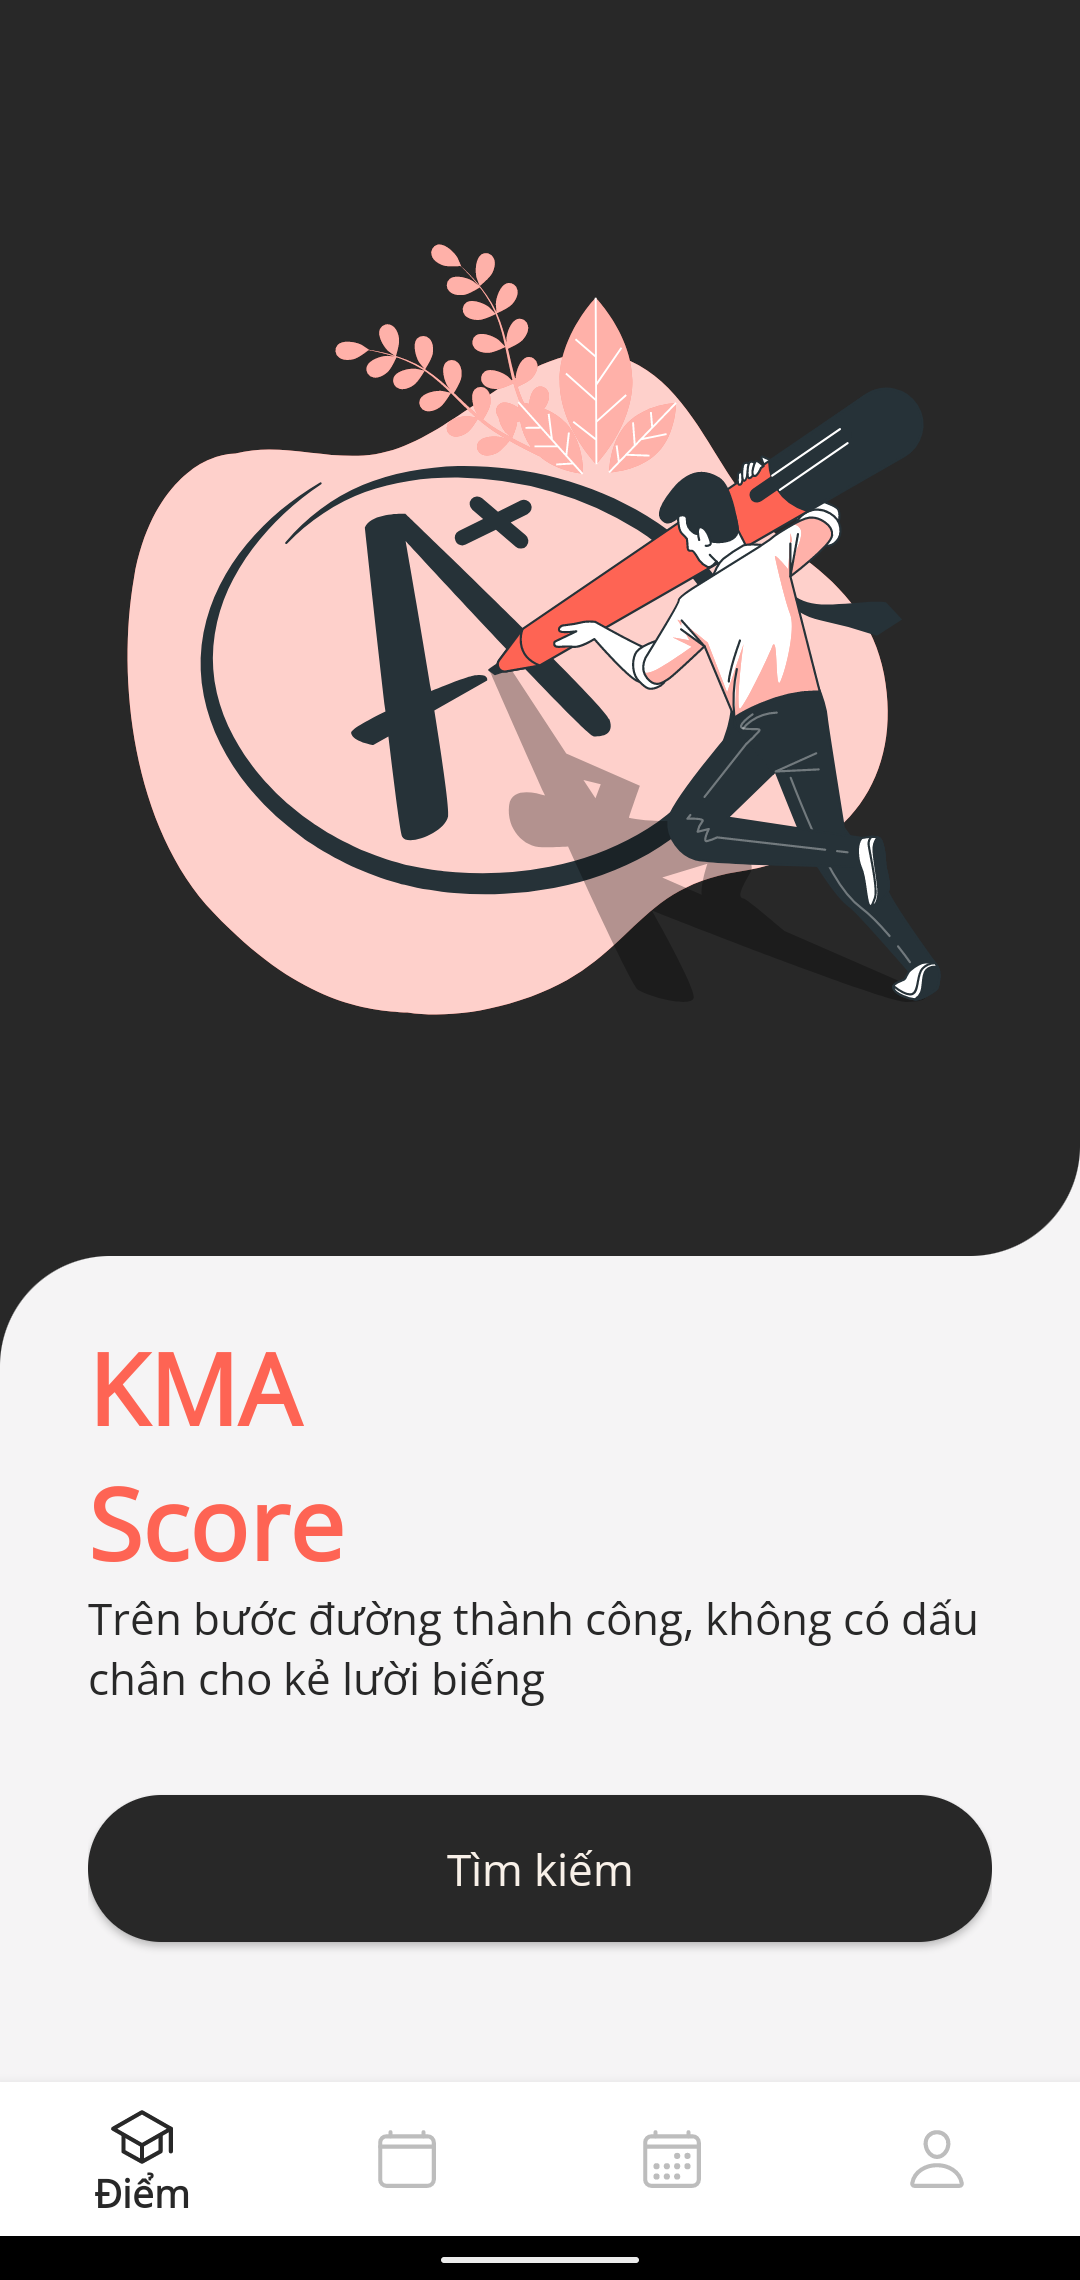 A+
KMA
Score
Trên bước đường thành công, không có dấu
chân cho kẻ lười biếng
Tìm kiếm
Điểm